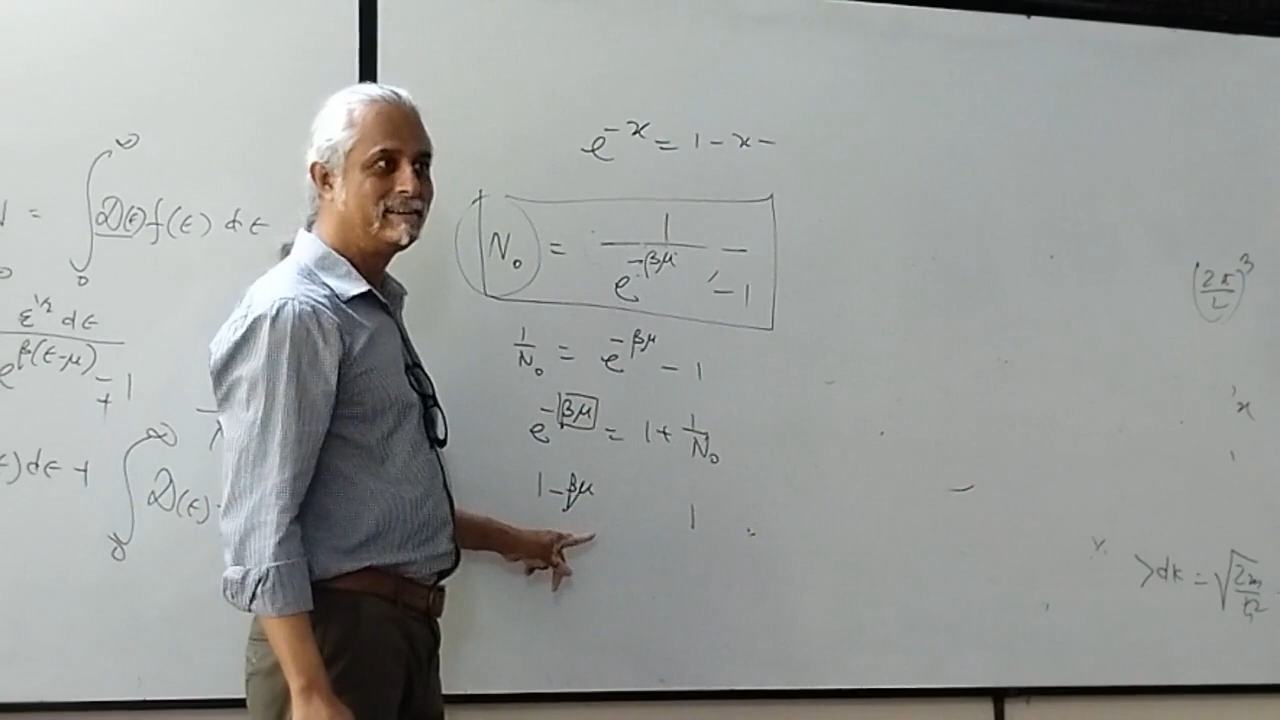 = ∫₀^∞ D(ε) f(ε) dε
ε^{1/2} dε
e^{β(ε-μ)} -+ 1
)dε + ∫₀^∞ D(ε)
e^{-x} = 1 - x -
N₀ = 1 / (e^{-βμ} - 1)
1/N₀ = e^{-βμ} - 1
e^{-βμ} = 1 + 1/N₀
1 - βμ 1
(2π/L)³
x
>dk = √(2m/ħ²